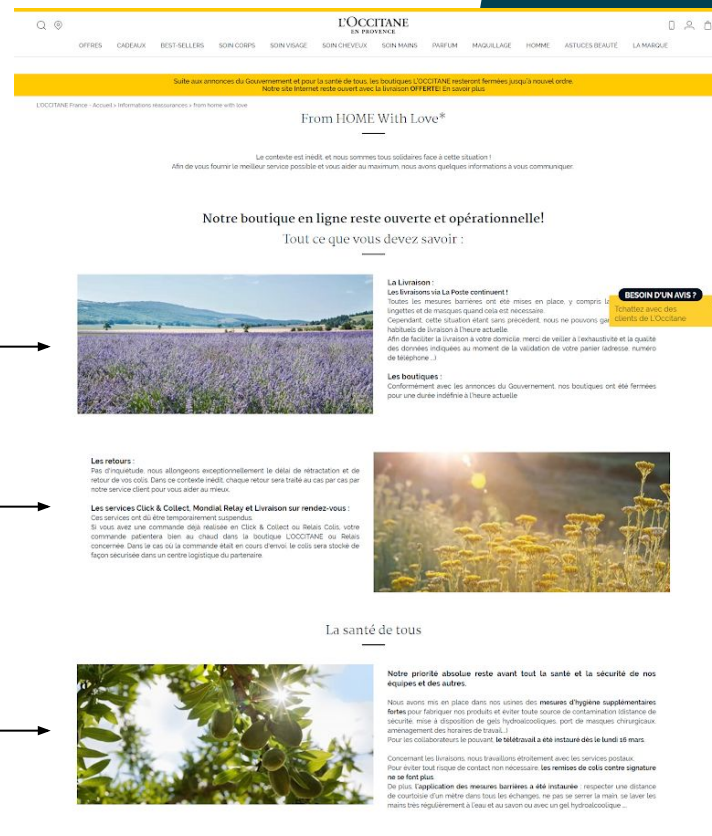 L'OCCITANE
EN PROVENCE
OFFRES CADEAUX BEST-SELLERS SOIN CORPS SOIN VISAGE SOIN CHEVEUX SOIN MAINS PARFUM MAQUILLAGE HOMME ASTUCES BEAUTÉ LA MARQUE
Suite aux annonces du Gouvernement et pour la santé de tous, les boutiques L'OCCITANE resteront fermées jusqu'à nouvel ordre.
Notre site Internet reste ouvert avec la livraison OFFERTE! En savoir plus
L'OCCITANE France - Accueil > Informations reassurances > from home with love
From HOME With Love*
Le contexte est inédit, et nous sommes tous solidaires face à cette situation !
Afin de vous fournir le meilleur service possible et vous aider au maximum, nous avons quelques informations à vous communiquer.
Notre boutique en ligne reste ouverte et opérationnelle!
Tout ce que vous devez savoir :
La Livraison :
Les livraisons via La Poste continuent !
Toutes les mesures barrières ont été mises en place, y compris la
lingettes et de masques quand cela est nécessaire.
Cependant, cette situation étant sans précédent, nous ne pouvons gar
habituels de livraison à l'heure actuelle.
Afin de faciliter la livraison à votre domicile, merci de veiller à l'exhaustivité et la qualité
des données indiquées au moment de la validation de votre panier (adresse, numéro
de téléphone ...)
BESOIN D'UN AVIS ?
Tchattez avec des
clients de L'Occitane
Les boutiques :
Conformément avec les annonces du Gouvernement, nos boutiques ont été fermées
pour une durée indéfinie à l'heure actuelle
Les retours :
Pas d'inquiétude, nous allongeons exceptionnellement le délai de rétractation et de
retour de vos colis. Dans ce contexte inédit, chaque retour sera traité au cas par cas par
notre service client pour vous aider au mieux.
Les services Click & Collect, Mondial Relay et Livraison sur rendez-vous :
Ces services ont dû être temporairement suspendus.
Si vous avez une commande déjà réalisée en Click & Collect ou Relais Colis, votre
commande patientera bien au chaud dans la boutique L'OCCITANE ou Relais
concernée. Dans le cas où la commande était en cours d'envoi, le colis sera stocké de
façon sécurisée dans un centre logistique du partenaire.
La santé de tous
Notre priorité absolue reste avant tout la santé et la sécurité de nos
équipes et des autres.
Nous avons mis en place dans nos usines des mesures d'hygiène supplémentaires
fortes pour fabriquer nos produits et éviter toute source de contamination (distance de
sécurité, mise à disposition de gels hydroalcooliques, port de masques chirurgicaux,
aménagement des horaires de travail...)
Pour les collaborateurs le pouvant, le télétravail a été instauré dès le lundi 16 mars.
Concernant les livraisons, nous travaillons étroitement avec les services postaux.
Pour éviter tout risque de contact non nécessaire, les remises de colis contre signature
ne se font plus.
De plus, l'application des mesures barrières a été instaurée : respecter une distance
de courtoisie d'un mètre dans tous les échanges, ne pas se serrer la main, se laver les
mains très régulièrement à l'eau et au savon ou avec un gel hydroalcoolique ...